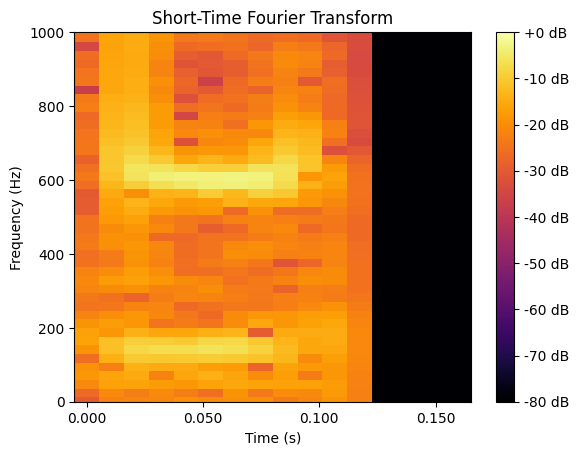 Short-Time Fourier Transform
1000
800
600
400
200
0
Frequency (Hz)
0.000
0.050
0.100
0.150
Time (s)
+0 dB
-10 dB
-20 dB
-30 dB
-40 dB
-50 dB
-60 dB
-70 dB
-80 dB